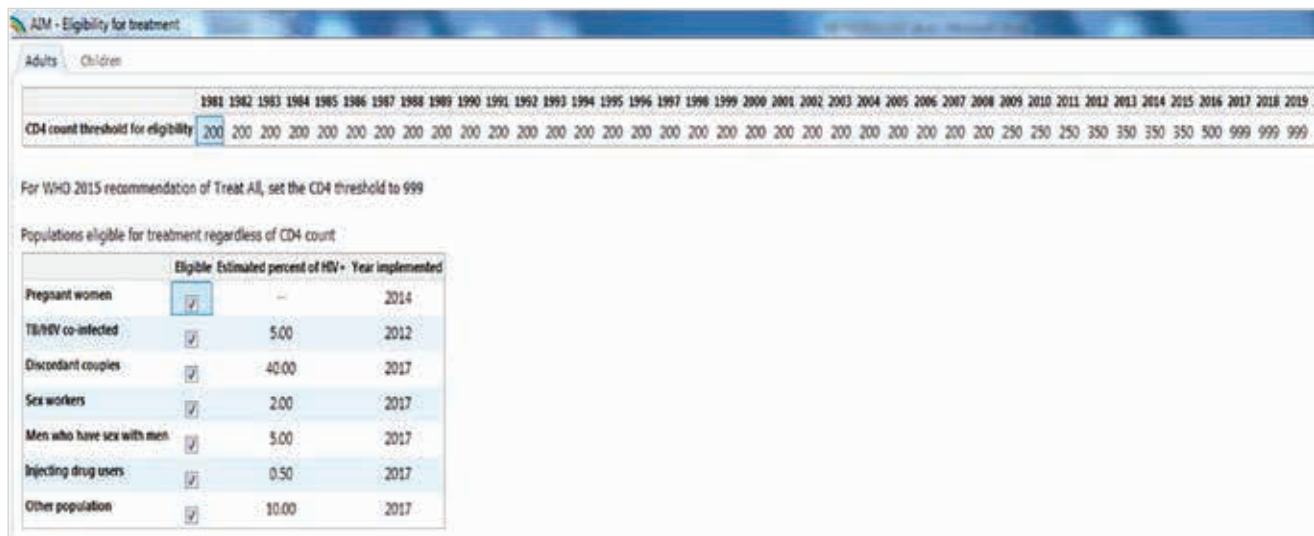 AIM - Eligibility for treatment
Adults Children
1981 1982 1983 1984 1985 1986 1987 1988 1989 1990 1991 1992 1993 1994 1995 1996 1997 1998 1999 2000 2001 2002 2003 2004 2005 2006 2007 2008 2009 2010 2011 2012 2013 2014 2015 2016 2017 2018 2019
CD4 count threshold for eligibility 200 200 200 200 200 200 200 200 200 200 200 200 200 200 200 200 200 200 200 200 200 200 200 200 200 200 200 200 250 250 250 350 350 350 350 500 999 999 999
For WHO 2015 recommendation of Treat All, set the CD4 threshold to 999
Populations eligible for treatment regardless of CD4 count
Eligible Estimated percent of HIV+ Year implemented
Pregnant women -- 2014
TB/HIV co-infected 5.00 2012
Discordant couples 40.00 2017
Sex workers 2.00 2017
Men who have sex with men 5.00 2017
Injecting drug users 0.50 2017
Other population 10.00 2017